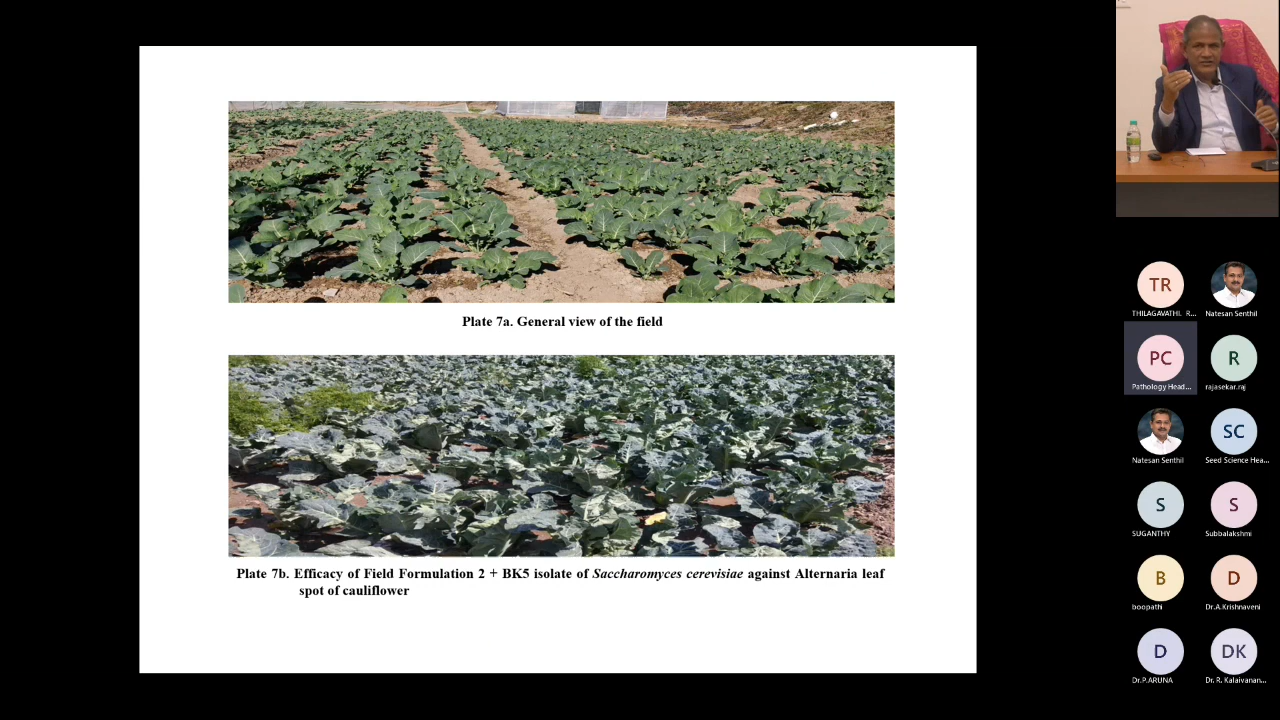 Plate 7a. General view of the field
Plate 7b. Efficacy of Field Formulation 2 + BK5 isolate of Saccharomyces cerevisiae against Alternaria leaf
spot of cauliflower
TR
THILAGAVATHI. R...
Natesan Senthil
PC
Pathology Head...
R
rajasekar.raj
Natesan Senthil
SC
Seed Science Hea...
S
SUGANTHY
S
Subbalakshmi
B
boopathi
D
Dr.A.Krishnaveni
D
Dr.P.ARUNA
DK
Dr. R. Kalaivanan...